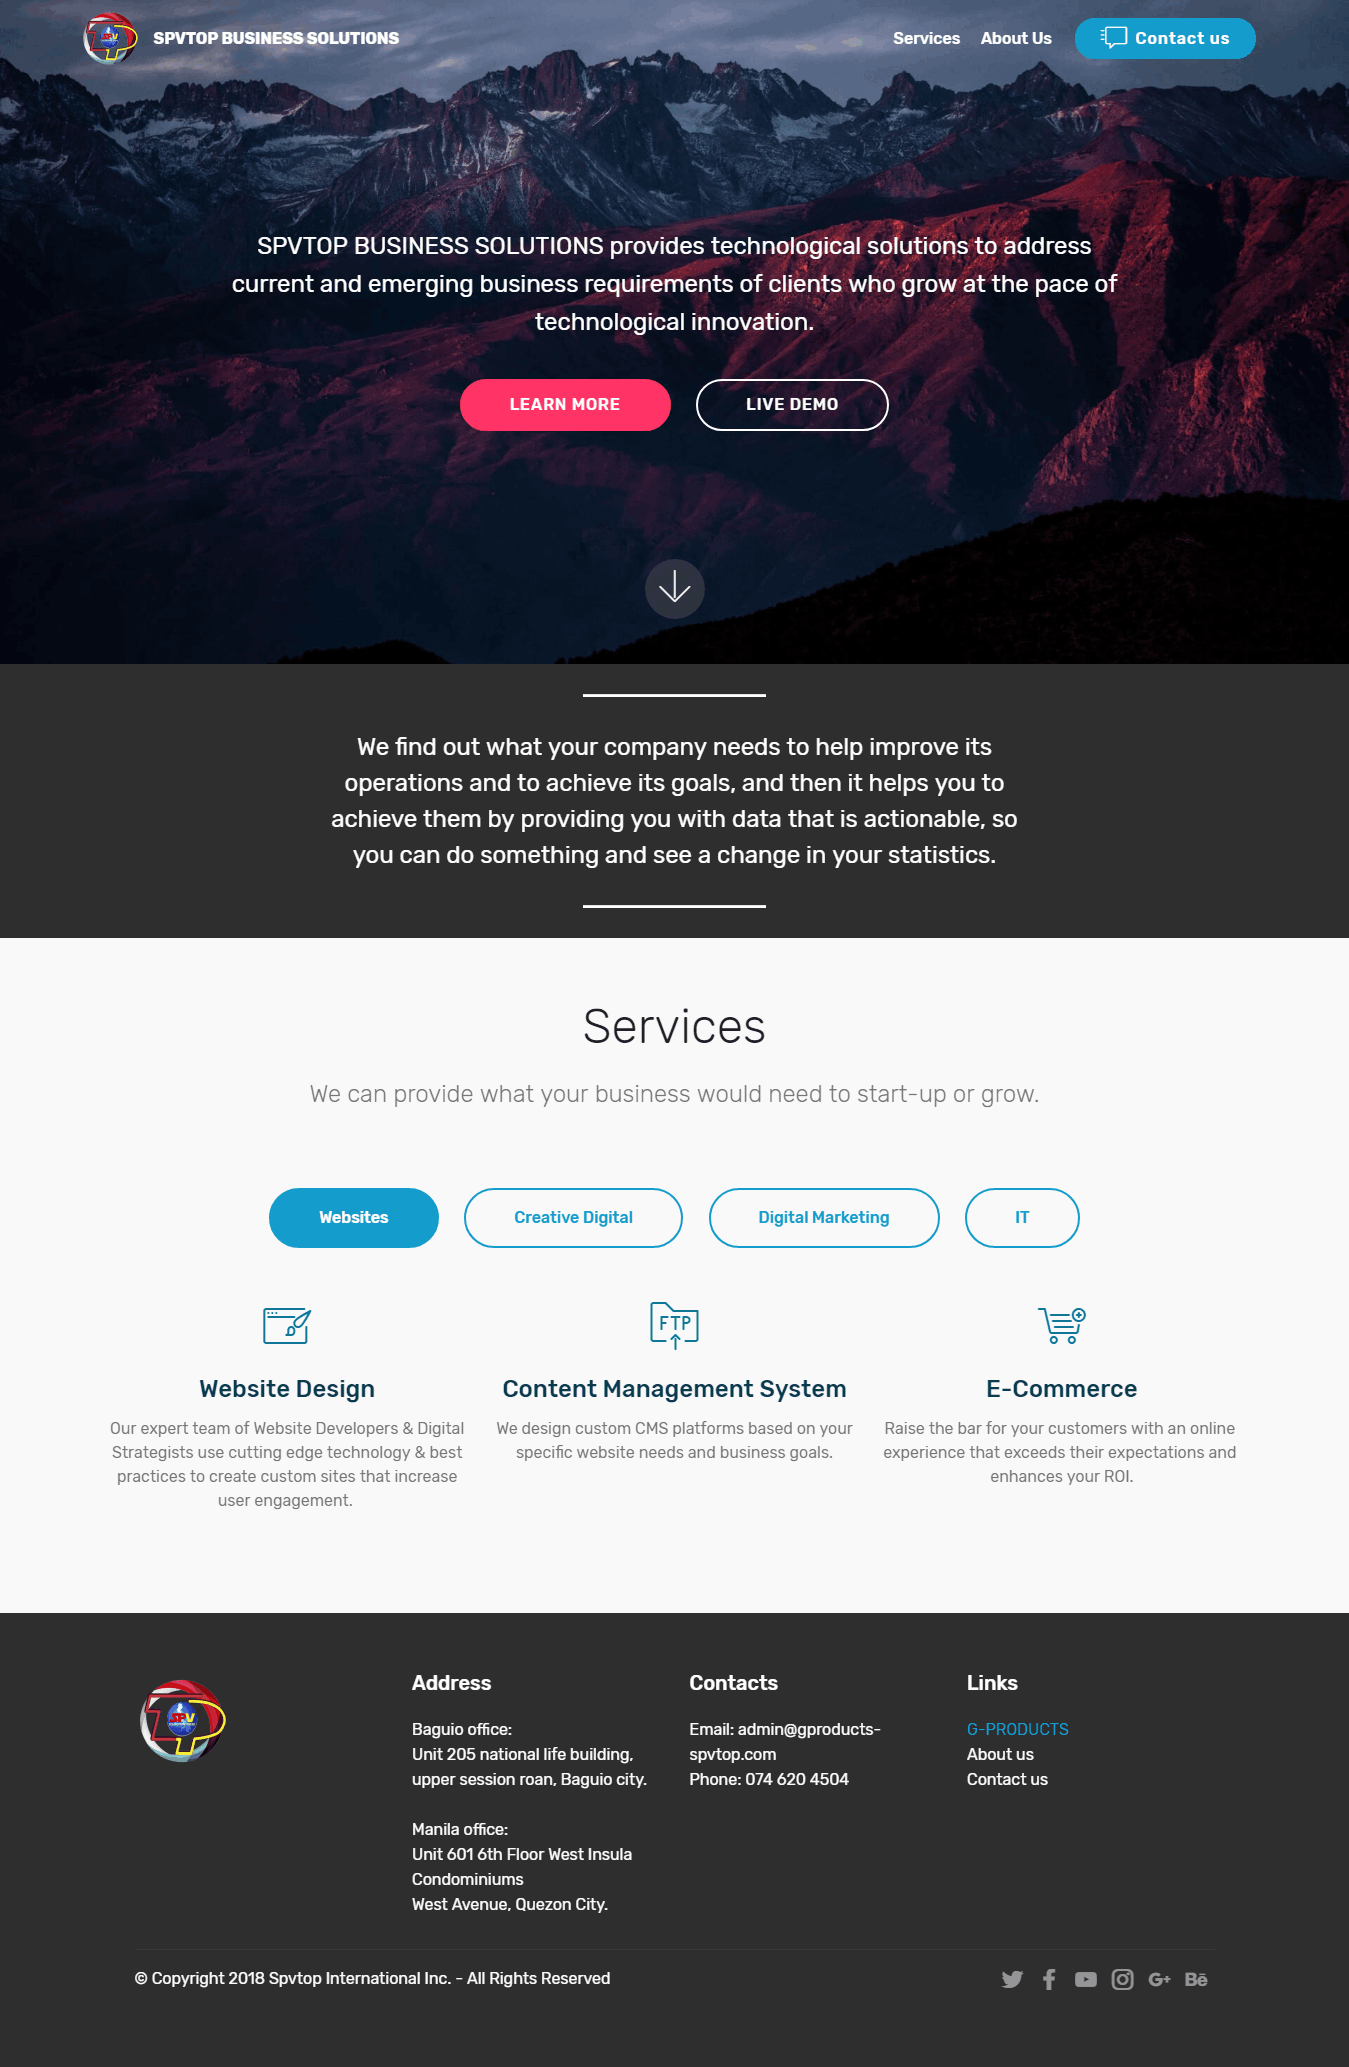 SPV
SPVTOP BUSINESS SOLUTIONS
Services
About Us
Contact us
SPVTOP BUSINESS SOLUTIONS provides technological solutions to address
current and emerging business requirements of clients who grow at the pace of
technological innovation.
LEARN MORE
LIVE DEMO
We find out what your company needs to help improve its
operations and to achieve its goals, and then it helps you to
achieve them by providing you with data that is actionable, so
you can do something and see a change in your statistics.
Services
We can provide what your business would need to start-up or grow.
Websites
Creative Digital
Digital Marketing
IT
FTP
Website Design
Our expert team of Website Developers & Digital
Strategists use cutting edge technology & best
practices to create custom sites that increase
user engagement.
Content Management System
We design custom CMS platforms based on your
specific website needs and business goals.
E-Commerce
Raise the bar for your customers with an online
experience that exceeds their expectations and
enhances your ROI.
SPV
Address
Baguio office:
Unit 205 national life building,
upper session roan, Baguio city.
Manila office:
Unit 601 6th Floor West Insula
Condominiums
West Avenue, Quezon City.
Contacts
Email: admin@gproducts-
spvtop.com
Phone: 074 620 4504
Links
G-PRODUCTS
About us
Contact us
© Copyright 2018 Spvtop International Inc. - All Rights Reserved
G+
Bē